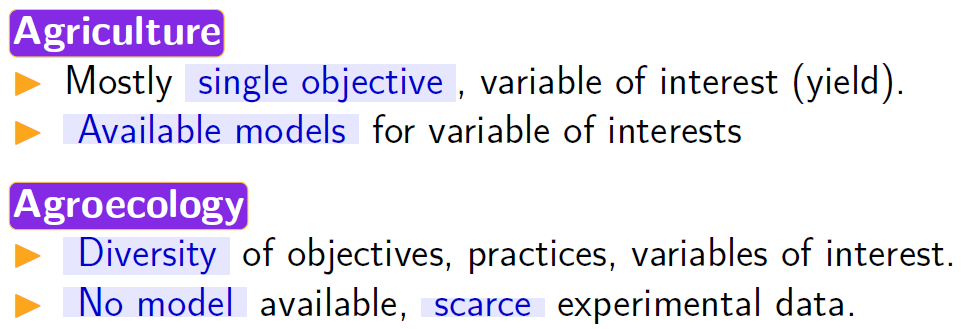 Agriculture
Mostly single objective, variable of interest (yield).
Available models for variable of interests
Agroecology
Diversity of objectives, practices, variables of interest.
No model available, scarce experimental data.